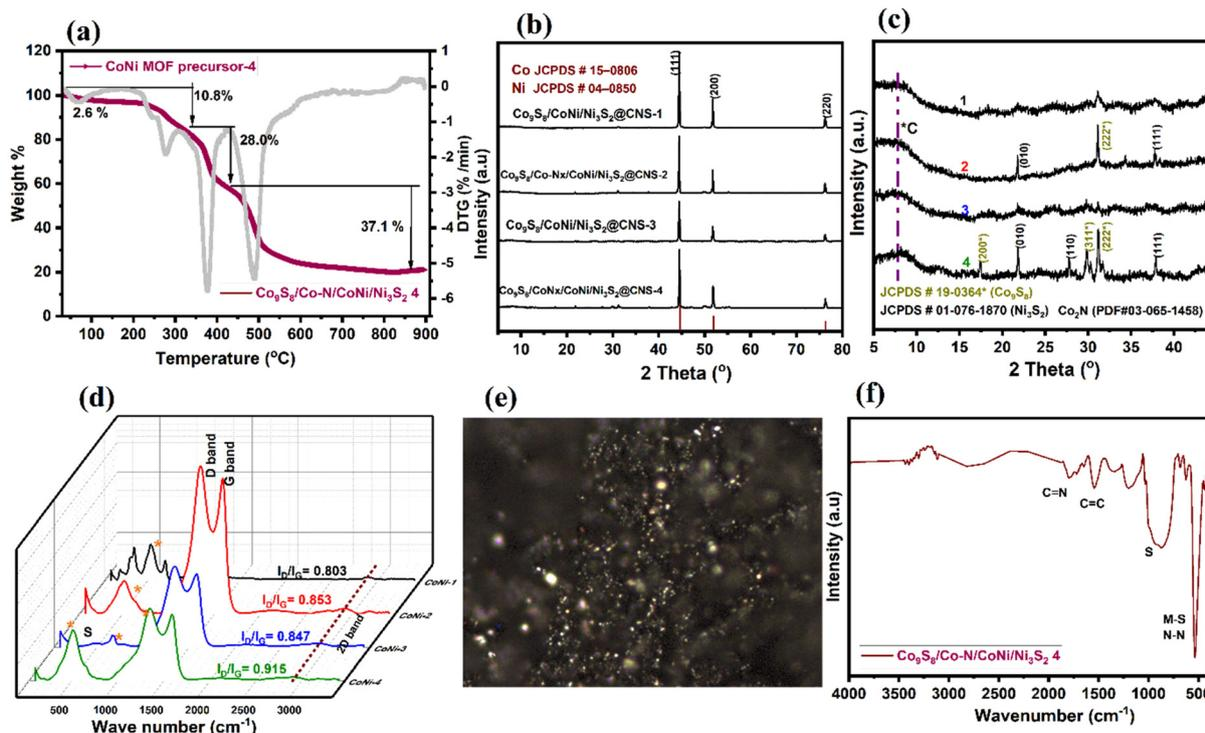 (a)
120
100
80
60
40
20
0
Weight %
CoNi MOF precursor-4
2.6 %
10.8%
28.0%
37.1 %
Co₉S₈/Co-N/CoNi/Ni₃S₂ 4
1
0
-1
-2
-3
-4
-5
-6
DTG (% /min)
100 200 300 400 500 600 700 800 900
Temperature (°C)
(b)
Co JCPDS # 15–0806
Ni JCPDS # 04–0850
(111)
(200)
(220)
Co₉S₈/CoNi/Ni₃S₂@CNS-1
Co₉S₈/Co-Nx/CoNi/Ni₃S₂@CNS-2
Co₉S₈/CoNi/Ni₃S₂@CNS-3
Co₉S₈/CoNx/CoNi/Ni₃S₂@CNS-4
Intensity (a.u)
10 20 30 40 50 60 70 80
2 Theta (°)
(c)
Intensity (a.u.)
1
*C
2
(010)
(222*)
(111)
3
4
(200*)
(010)
(110)
(311*)
(222*)
(111)
JCPDS # 19-0364* (Co₉S₈)
JCPDS # 01-076-1870 (Ni₃S₂) Co₂N (PDF#03-065-1458)
5 10 15 20 25 30 35 40
2 Theta (°)
(d)
D band
G band
*
*
*
*
*
S
I_D/I_G= 0.803
I_D/I_G= 0.853
I_D/I_G= 0.847
I_D/I_G= 0.915
2D band
CoNi-1
CoNi-2
CoNi-3
CoNi-4
500 1000 1500 2000 2500 3000
Wave number (cm⁻¹)
(e)
(f)
Intensity (a.u)
C=N
C=C
S
M-S
N-N
Co₉S₈/Co-N/CoNi/Ni₃S₂ 4
4000 3500 3000 2500 2000 1500 1000 500
Wavenumber (cm⁻¹)